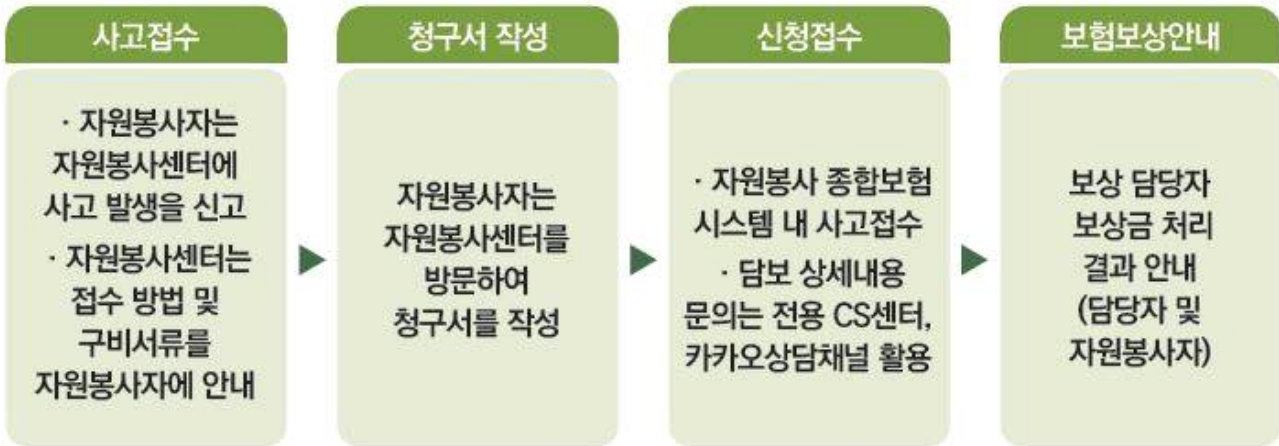 사고접수
· 자원봉사자는
자원봉사센터에
사고 발생을 신고
· 자원봉사센터는
접수 방법 및
구비서류를
자원봉사자에 안내
청구서 작성
자원봉사자는
자원봉사센터를
방문하여
청구서를 작성
신청접수
· 자원봉사 종합보험
시스템 내 사고접수
· 담보 상세내용
문의는 전용 CS센터,
카카오상담채널 활용
보험보상안내
보상 담당자
보상금 처리
결과 안내
(담당자 및
자원봉사자)